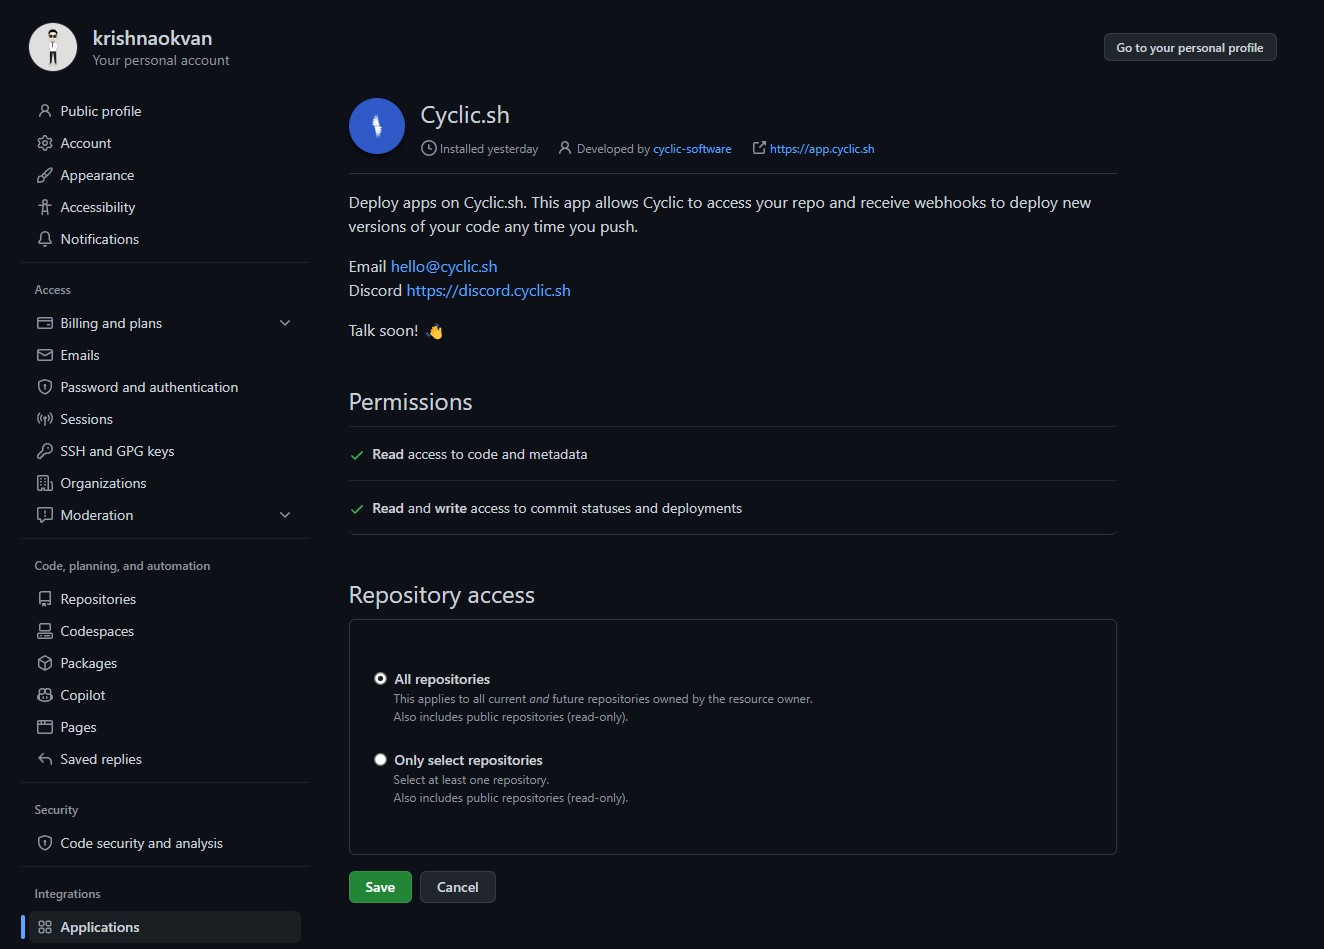 krishnaokvan
Your personal account
Go to your personal profile
Public profile
Account
Appearance
Accessibility
Notifications
Access
Billing and plans
Emails
Password and authentication
Sessions
SSH and GPG keys
Organizations
Moderation
Code, planning, and automation
Repositories
Codespaces
Packages
Copilot
Pages
Saved replies
Security
Code security and analysis
Integrations
Applications
Cyclic.sh
Installed yesterday Developed by cyclic-software https://app.cyclic.sh
Deploy apps on Cyclic.sh. This app allows Cyclic to access your repo and receive webhooks to deploy new
versions of your code any time you push.
Email hello@cyclic.sh
Discord https://discord.cyclic.sh
Talk soon! 👋
Permissions
Read access to code and metadata
Read and write access to commit statuses and deployments
Repository access
All repositories
This applies to all current and future repositories owned by the resource owner.
Also includes public repositories (read-only).
Only select repositories
Select at least one repository.
Also includes public repositories (read-only).
Save Cancel